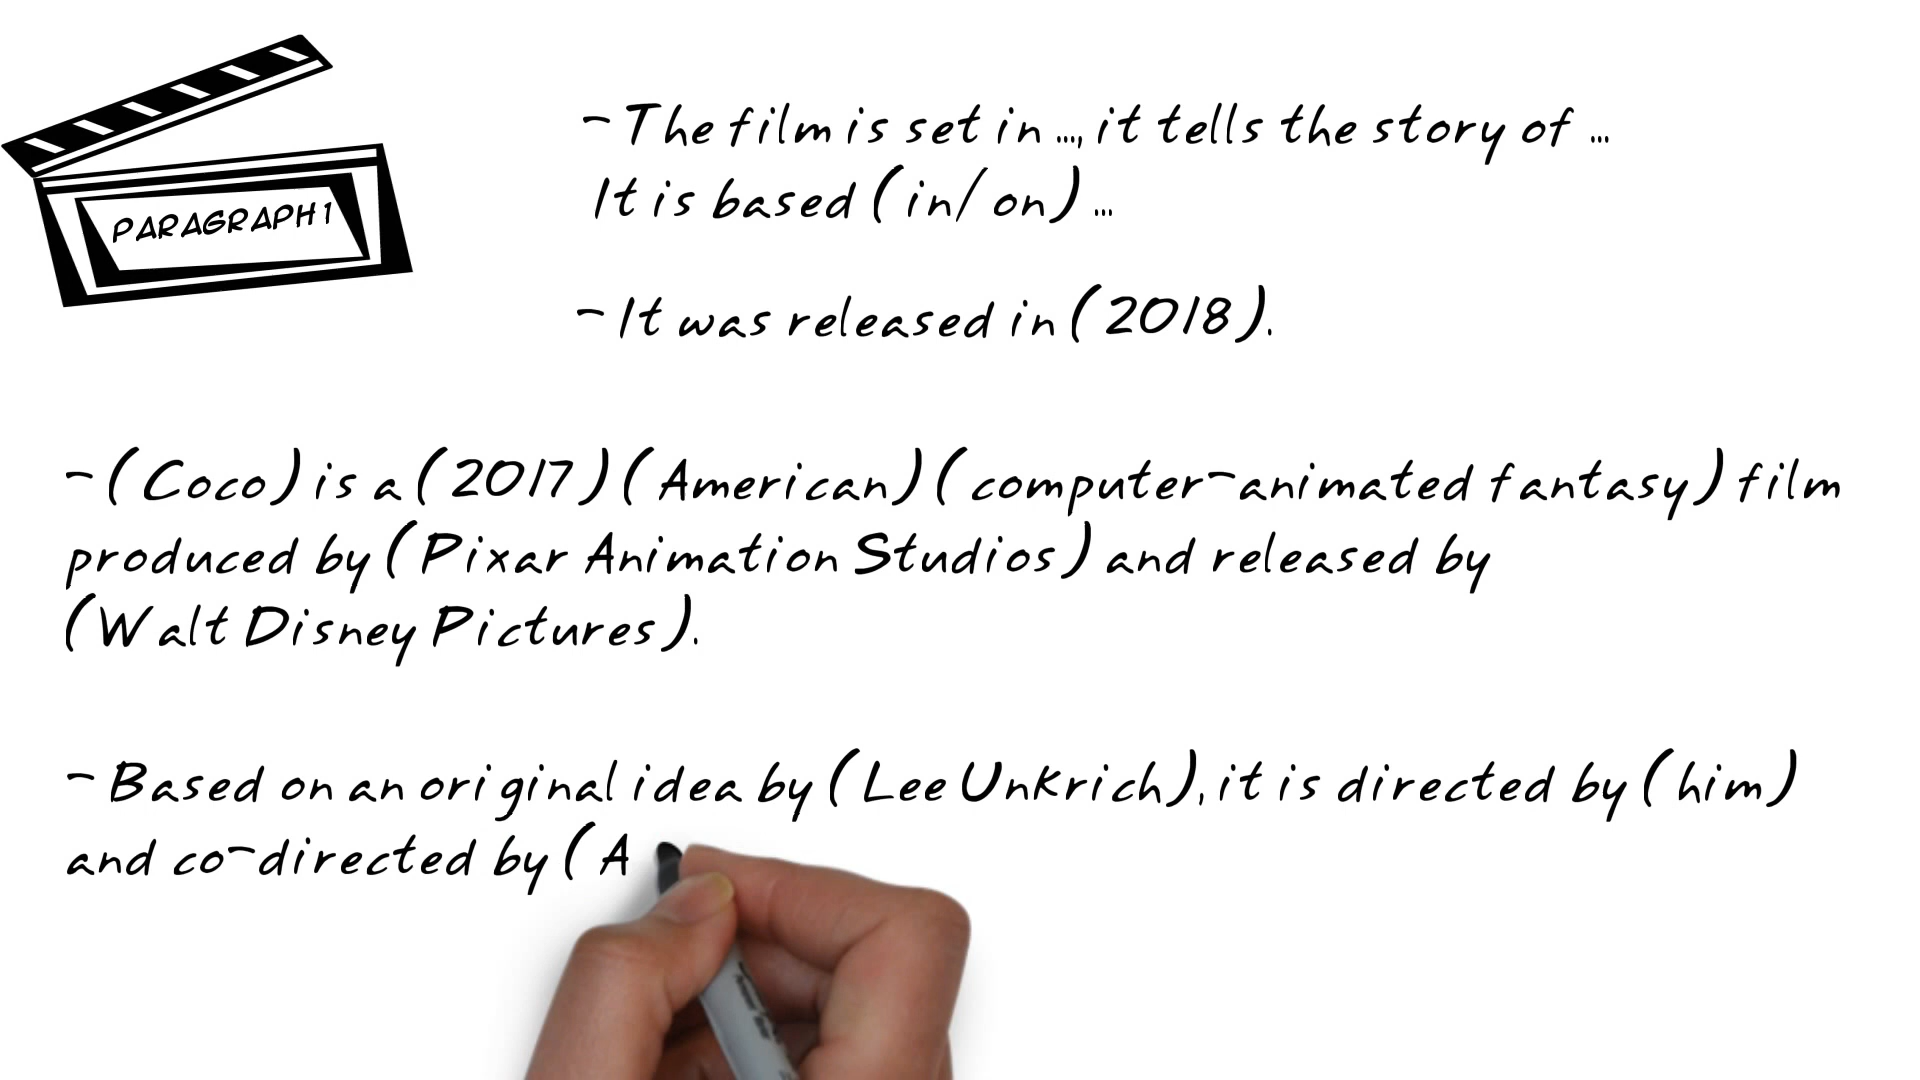 PARAGRAPH 1
- The film is set in ..., it tells the story of ...
It is based (in/ on) ...
- It was released in (2018).
- (Coco) is a (2017) (American) (computer-animated fantasy) film
produced by (Pixar Animation Studios) and released by
(Walt Disney Pictures).
- Based on an original idea by (Lee Unkrich), it is directed by (him)
and co-directed by (A